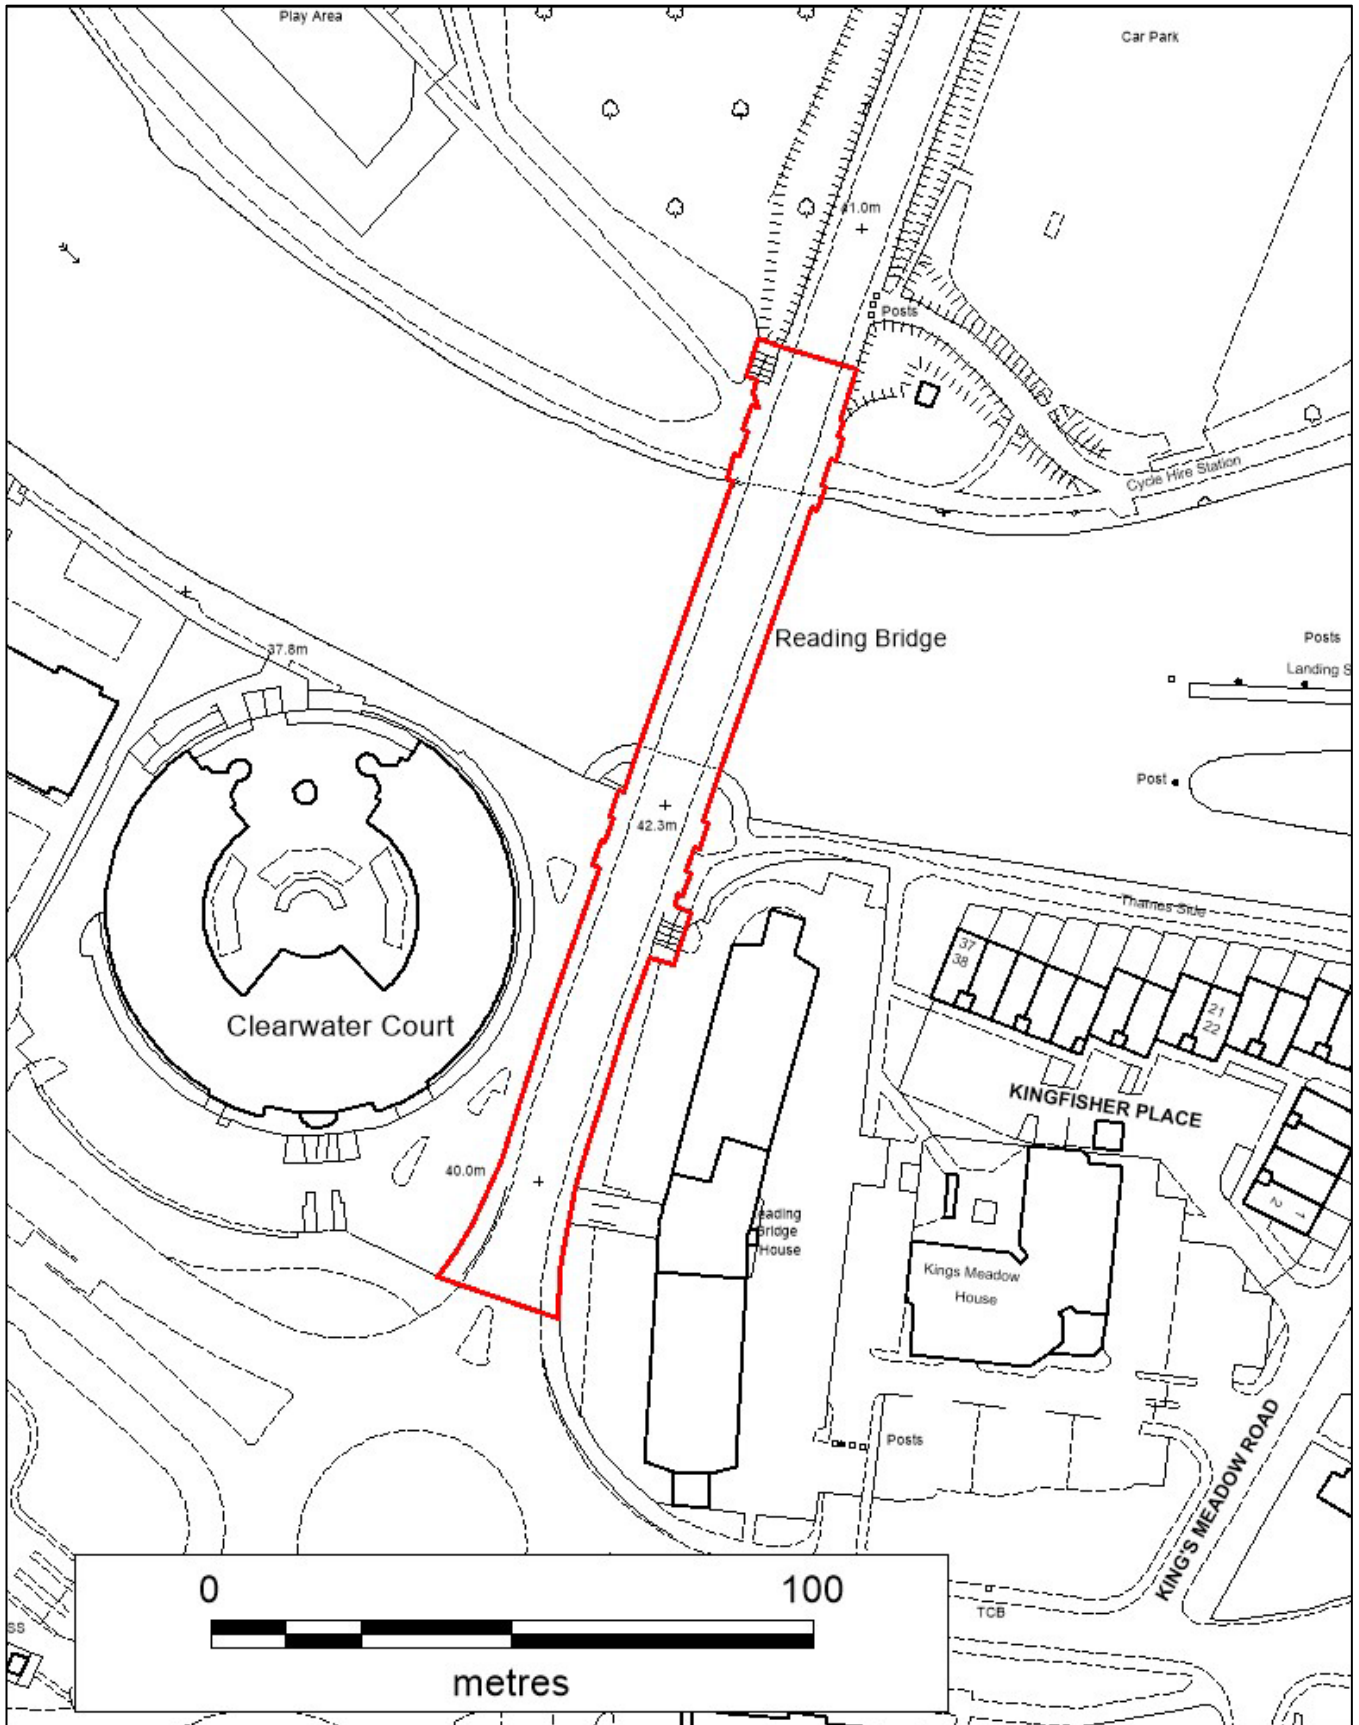 Play Area
Car Park
41.0m
Posts
Cycle Hire Station
Reading Bridge
37.8m
Posts
Landing S
Post
42.3m
Thames Side
37
38
21
22
Clearwater Court
KINGFISHER PLACE
40.0m
eading
Bridge
House
2
1
Kings Meadow
House
Posts
KING'S MEADOW ROAD
0
100
metres
TCB
SS